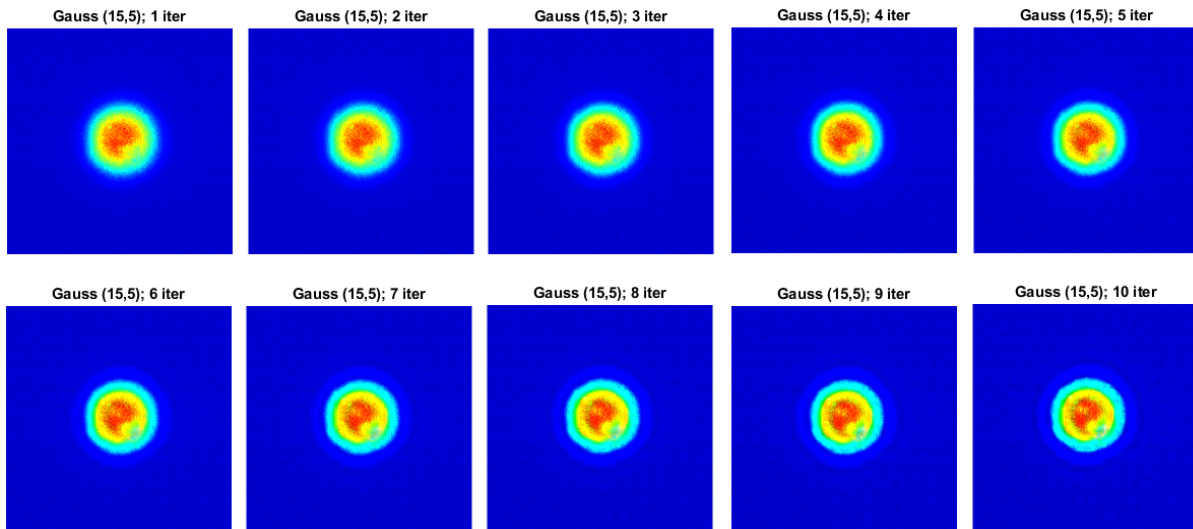 Gauss (15,5); 1 iter
Gauss (15,5); 2 iter
Gauss (15,5); 3 iter
Gauss (15,5); 4 iter
Gauss (15,5); 5 iter
Gauss (15,5); 6 iter
Gauss (15,5); 7 iter
Gauss (15,5); 8 iter
Gauss (15,5); 9 iter
Gauss (15,5); 10 iter